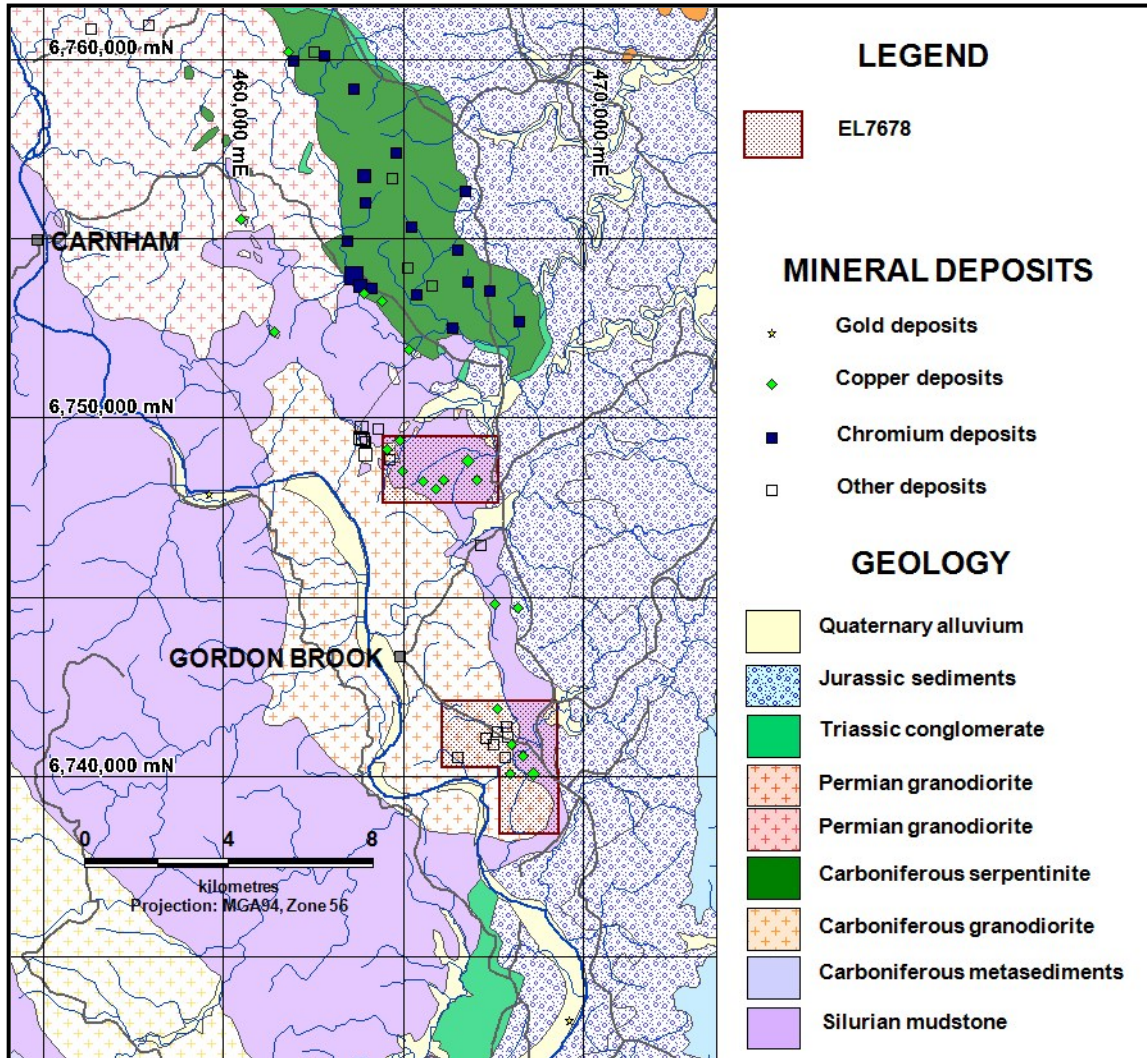 6,760,000 mN
460,000 mE
470,000 mE
CARNHAM
6,750,000 mN
GORDON BROOK
6,740,000 mN
0 4 8
kilometres
Projection: MGA94, Zone 56
LEGEND
EL7678
MINERAL DEPOSITS
Gold deposits
Copper deposits
Chromium deposits
Other deposits
GEOLOGY
Quaternary alluvium
Jurassic sediments
Triassic conglomerate
Permian granodiorite
Permian granodiorite
Carboniferous serpentinite
Carboniferous granodiorite
Carboniferous metasediments
Silurian mudstone